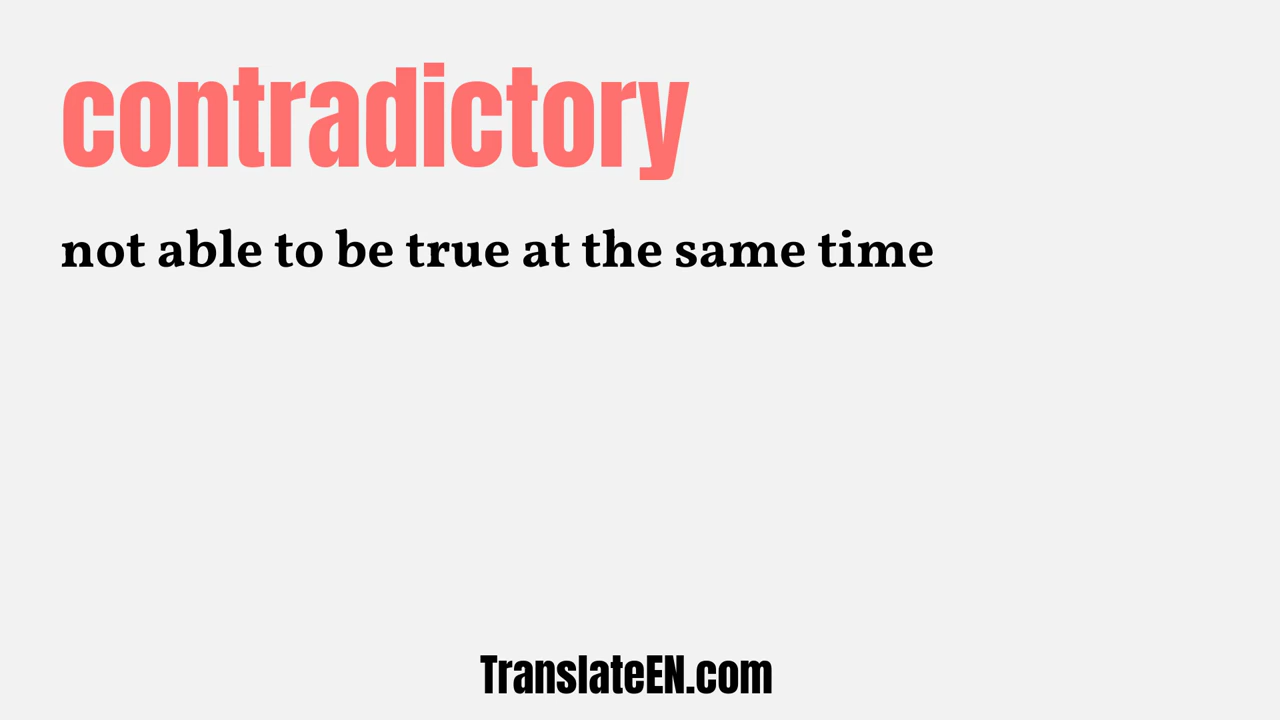 contradictory
not able to be true at the same time
TranslateEN.com